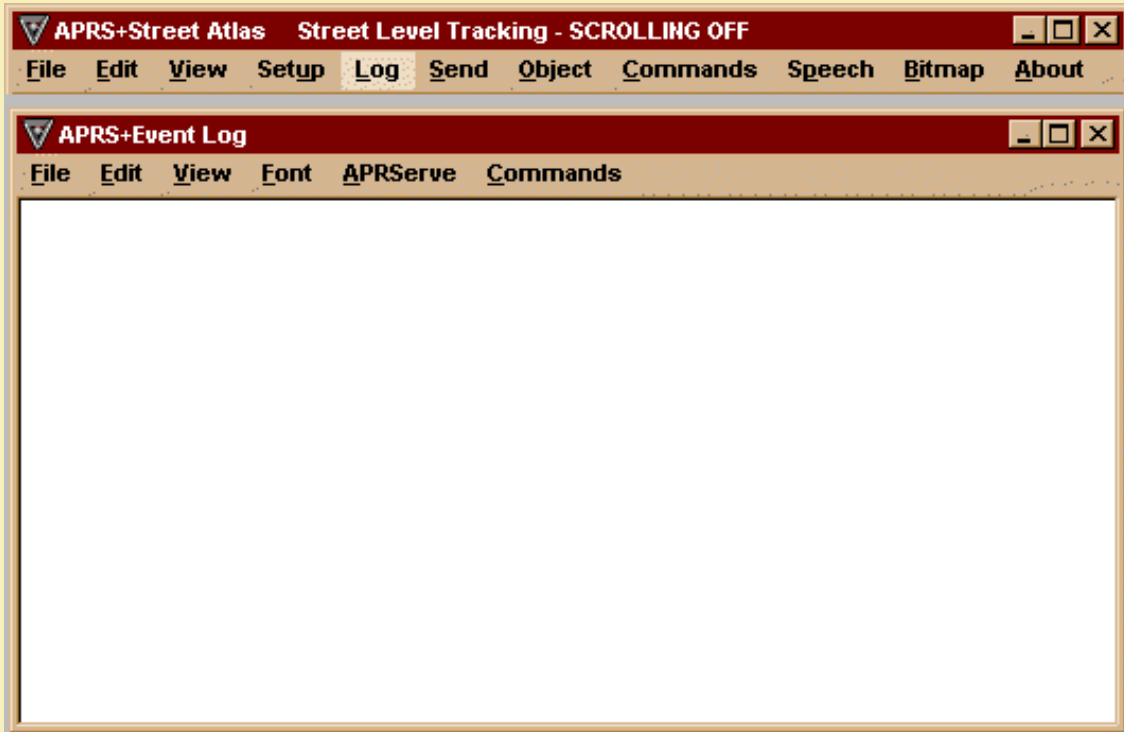 APRS+Street Atlas Street Level Tracking - SCROLLING OFF
File Edit View Setup Log Send Object Commands Speech Bitmap About
APRS+Event Log
File Edit View Font APRServe Commands